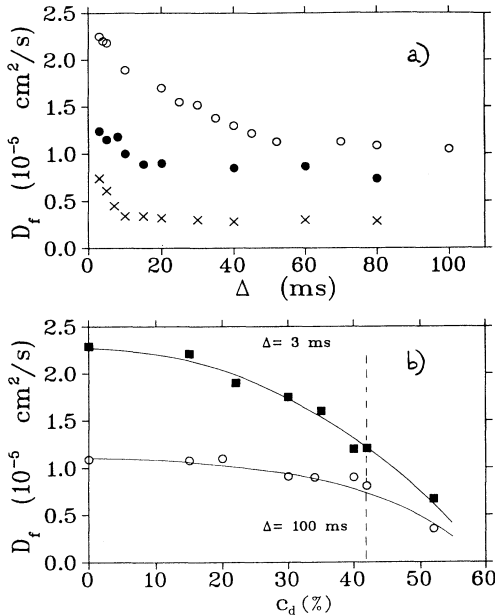 2.5
a)
2.0
1.5
1.0
0.5
0.0
D_f (10⁻⁵ cm²/s)
0 20 40 60 80 100
Δ (ms)
2.5
Δ= 3 ms
b)
2.0
1.5
1.0
0.5
Δ= 100 ms
0.0
D_f (10⁻⁵ cm²/s)
0 10 20 30 40 50 60
c_d(%)